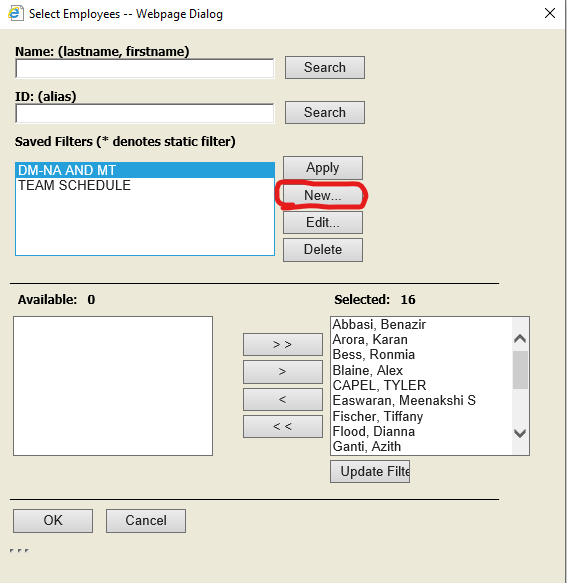 Select Employees -- Webpage Dialog
Name: (lastname, firstname)
Search
ID: (alias)
Search
Saved Filters (* denotes static filter)
DM-NA AND MT
TEAM SCHEDULE
Apply
New...
Edit...
Delete
Available: 0
Selected: 16
> >
>
<
< <
Abbasi, Benazir
Arora, Karan
Bess, Ronmia
Blaine, Alex
CAPEL, TYLER
Easwaran, Meenakshi S
Fischer, Tiffany
Flood, Dianna
Ganti, Azith
Update Filte
OK
Cancel